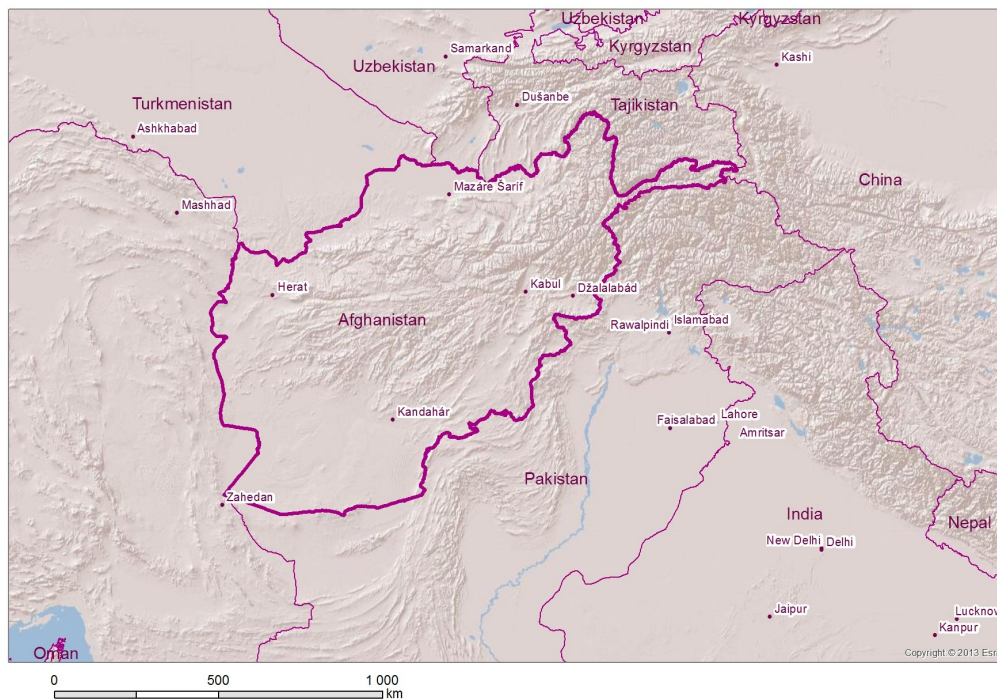 Uzbekistan
Kyrgyzstan
Samarkand
Kyrgyzstan
Uzbekistan
Kashi
Turkmenistan
Dušanbe
Tajikistan
Ashkhabad
Mazáre Šaríf
China
Mashhad
Herat
Kabul
Džalalabád
Afghanistan
Rawalpindi
Islamabad
Kandahár
Faisalabad
Lahore
Amritsar
Pakistan
Zahedan
India
Nepal
New Delhi
Delhi
Jaipur
Lucknow
Kanpur
Oman
Copyright © 2013 Esri
0 500 1 000
km